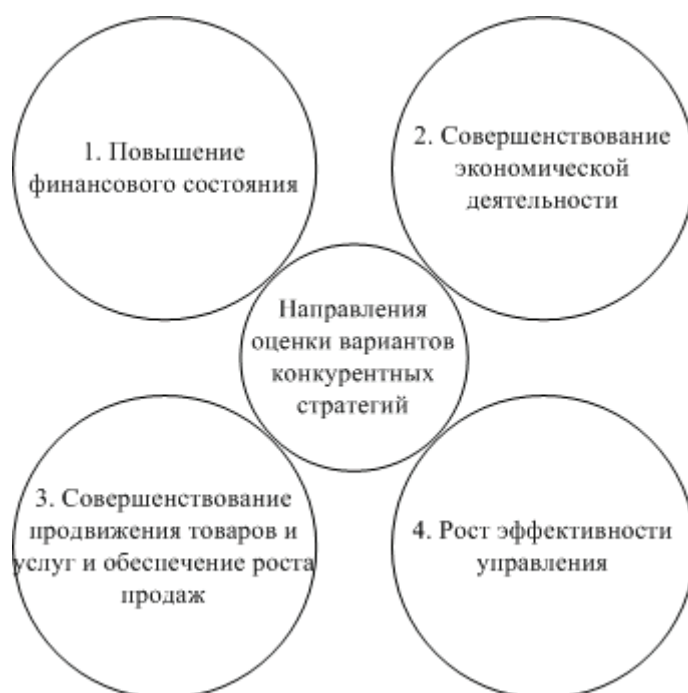 1. Повышение
финансового состояния
2. Совершенствование
экономической
деятельности
Направления
оценки вариантов
конкурентных
стратегий
3. Совершенствование
продвижения товаров и
услуг и обеспечение роста
продаж
4. Рост эффективности
управления